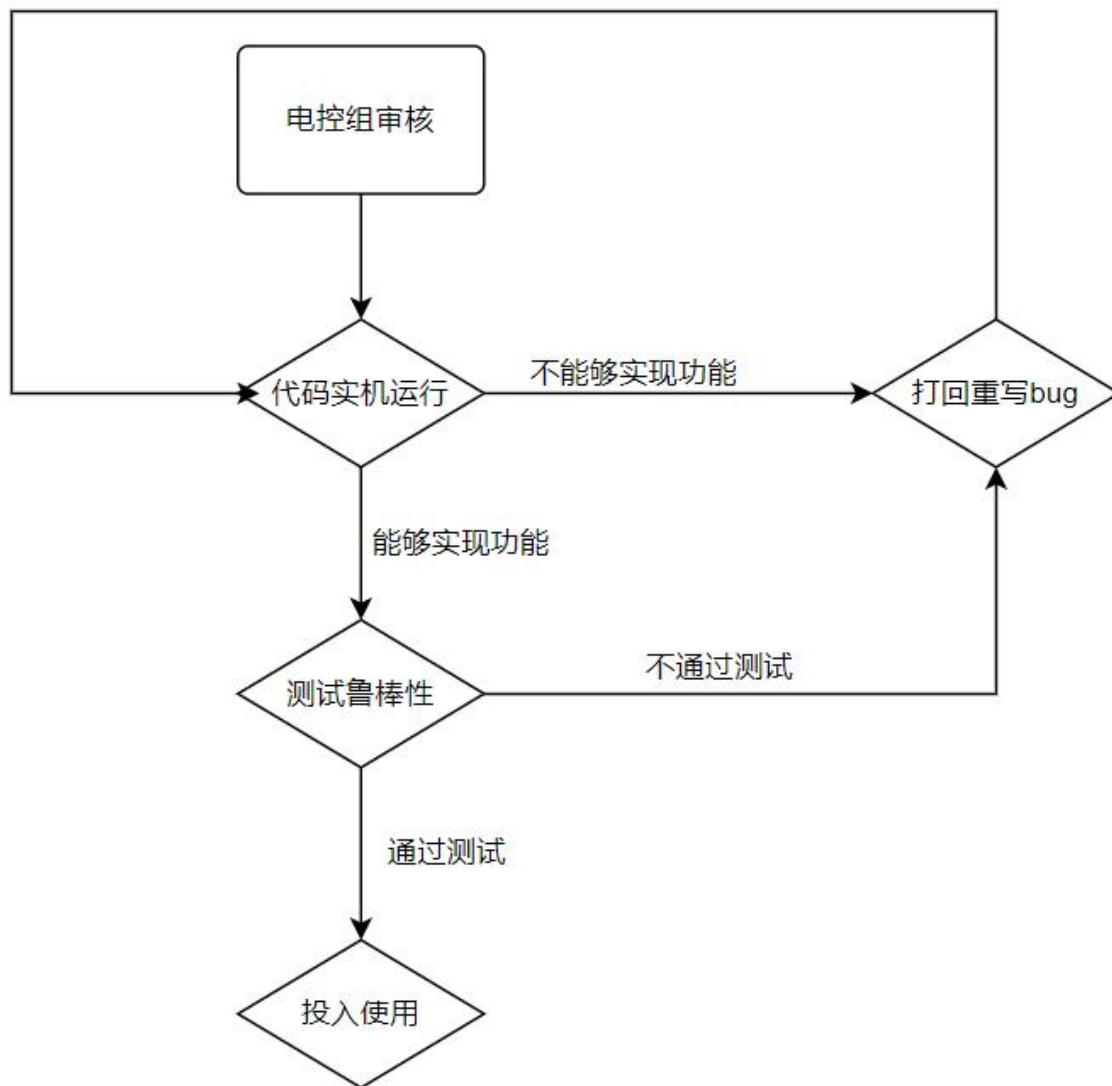 电控组审核
代码实机运行
不能够实现功能
打回重写bug
能够实现功能
测试鲁棒性
不通过测试
通过测试
投入使用